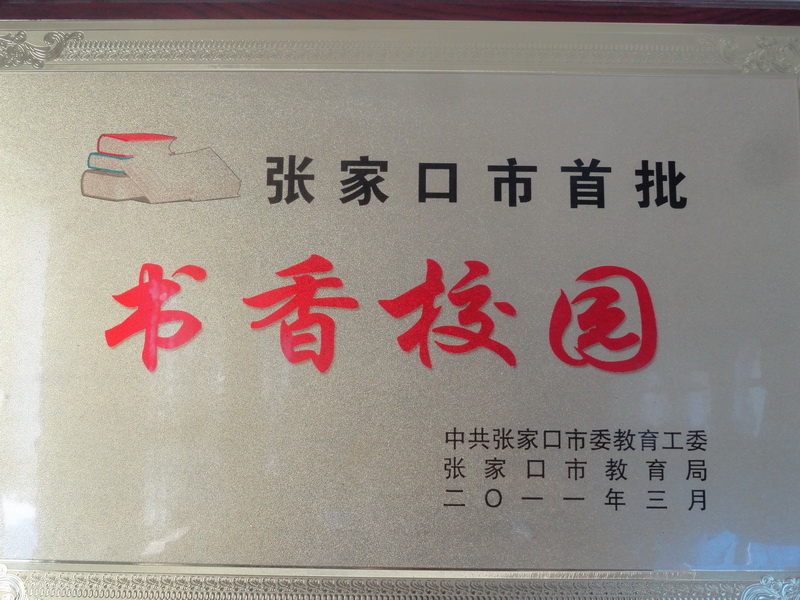 张家口市首批
书香校园
中共张家口市委教育工委
张家口市教育局
二〇一一年三月